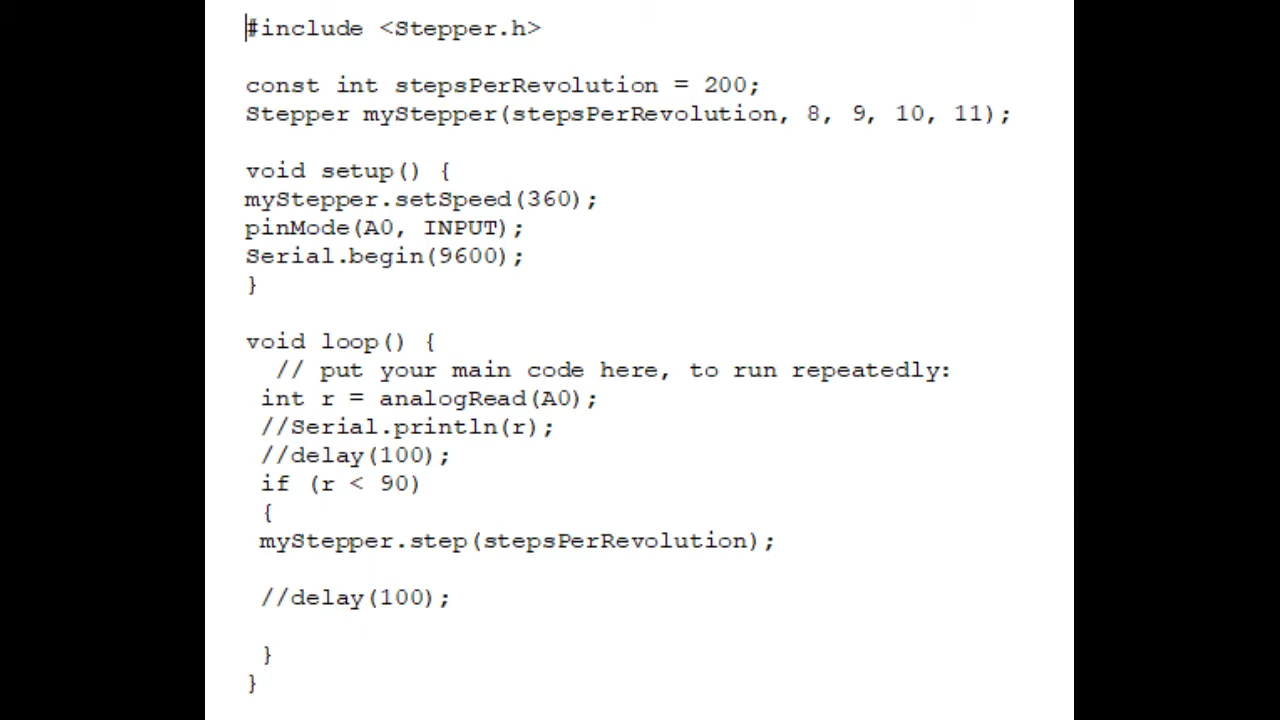 #include <Stepper.h>
const int stepsPerRevolution = 200;
Stepper myStepper(stepsPerRevolution, 8, 9, 10, 11);
void setup() {
myStepper.setSpeed(360);
pinMode(A0, INPUT);
Serial.begin(9600);
}
void loop() {
// put your main code here, to run repeatedly:
int r = analogRead(A0);
//Serial.println(r);
//delay(100);
if (r < 90)
{
myStepper.step(stepsPerRevolution);
//delay(100);
}
}